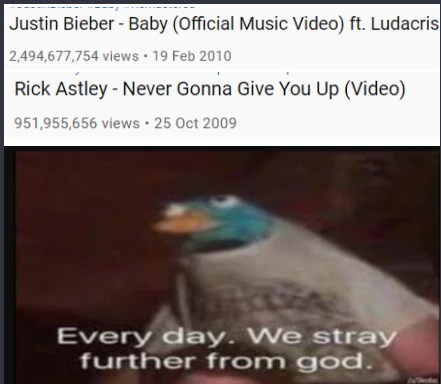 Justin Bieber - Baby (Official Music Video) ft. Ludacris
2,494,677,754 views • 19 Feb 2010
Rick Astley - Never Gonna Give You Up (Video)
951,955,656 views • 25 Oct 2009
Every day. We stray
further from god.